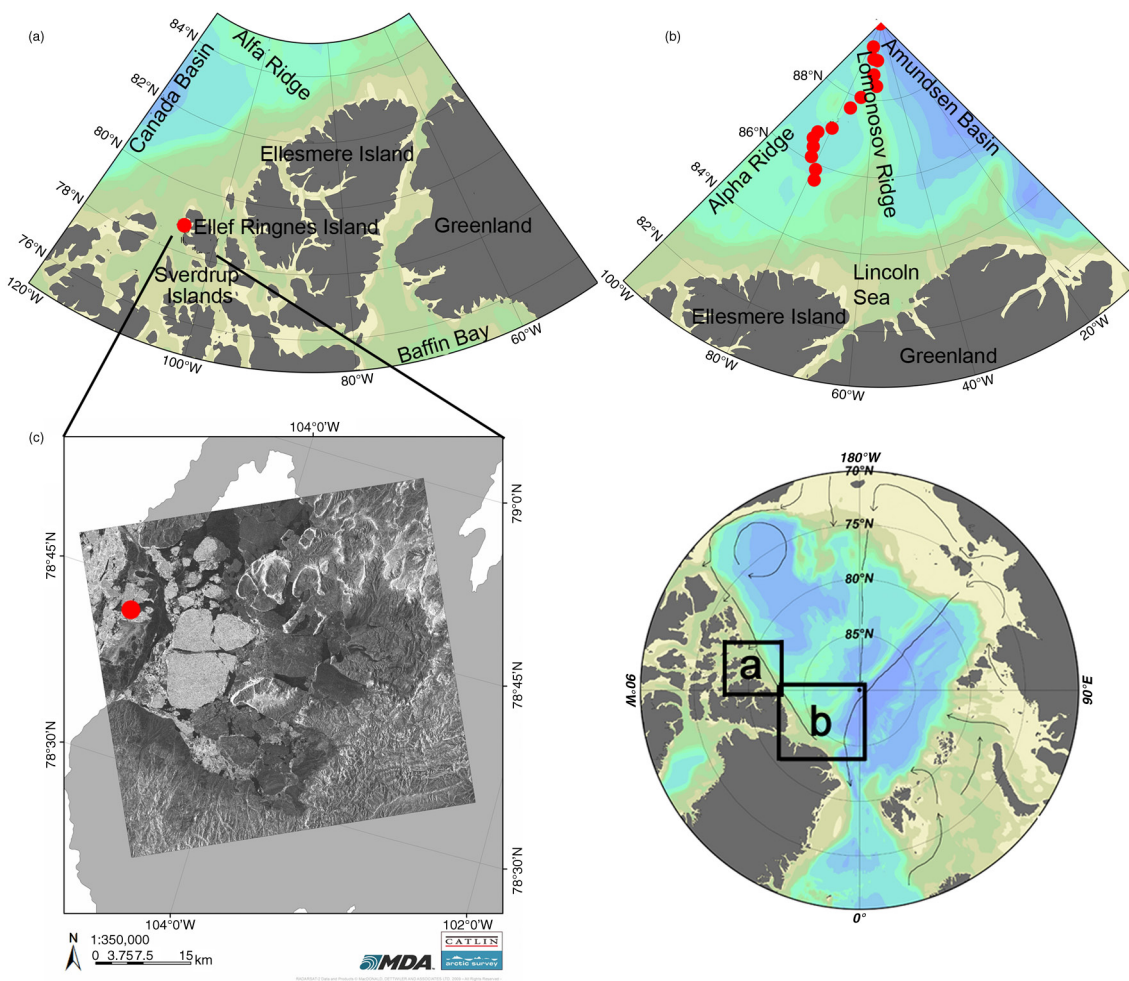 (a)
84°N
82°N
80°N
78°N
76°N
120°W
100°W
80°W
60°W
Canada Basin
Alfa Ridge
Ellesmere Island
Ellef Ringnes Island
Greenland
Sverdrup
Islands
Baffin Bay
(b)
88°N
86°N
84°N
82°N
100°W
80°W
60°W
40°W
20°W
Alpha Ridge
Lomonosov Ridge
Amundsen Basin
Lincoln
Sea
Ellesmere Island
Greenland
(c)
104°0'W
79°0'N
78°45'N
78°45'N
78°30'N
78°30'N
104°0'W
102°0'W
N
1:350,000
0 3.75 7.5 15
km
MDA
CATLIN
arctic survey
180°W
70°N
75°N
80°N
85°N
90°W
90°E
0°
a
b